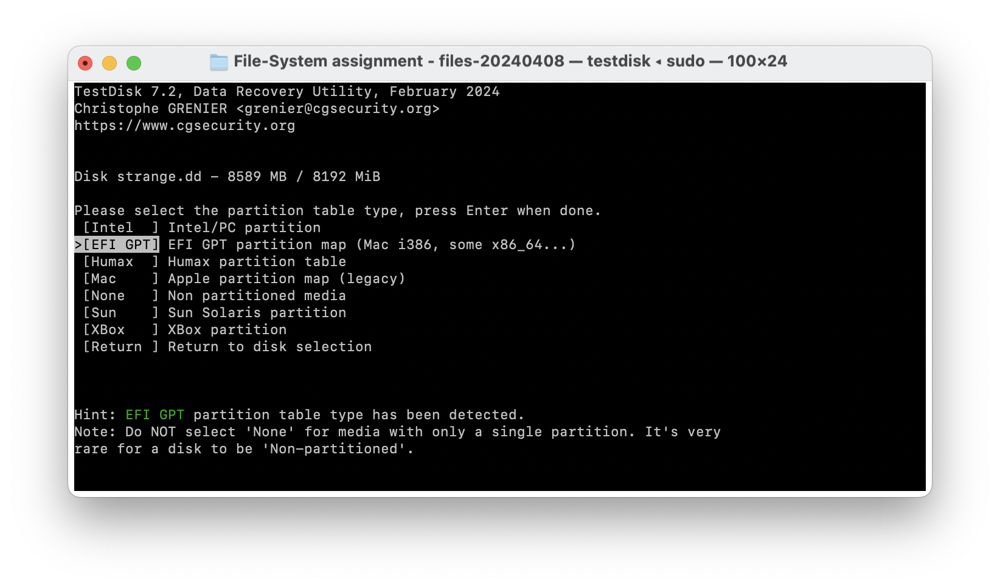 File-System assignment - files-20240408 — testdisk ◂ sudo — 100×24
TestDisk 7.2, Data Recovery Utility, February 2024
Christophe GRENIER <grenier@cgsecurity.org>
https://www.cgsecurity.org
Disk strange.dd - 8589 MB / 8192 MiB
Please select the partition table type, press Enter when done.
 [Intel  ] Intel/PC partition
>[EFI GPT] EFI GPT partition map (Mac i386, some x86_64...)
 [Humax  ] Humax partition table
 [Mac    ] Apple partition map (legacy)
 [None   ] Non partitioned media
 [Sun    ] Sun Solaris partition
 [XBox   ] XBox partition
 [Return ] Return to disk selection
Hint: EFI GPT partition table type has been detected.
Note: Do NOT select 'None' for media with only a single partition. It's very
rare for a disk to be 'Non-partitioned'.